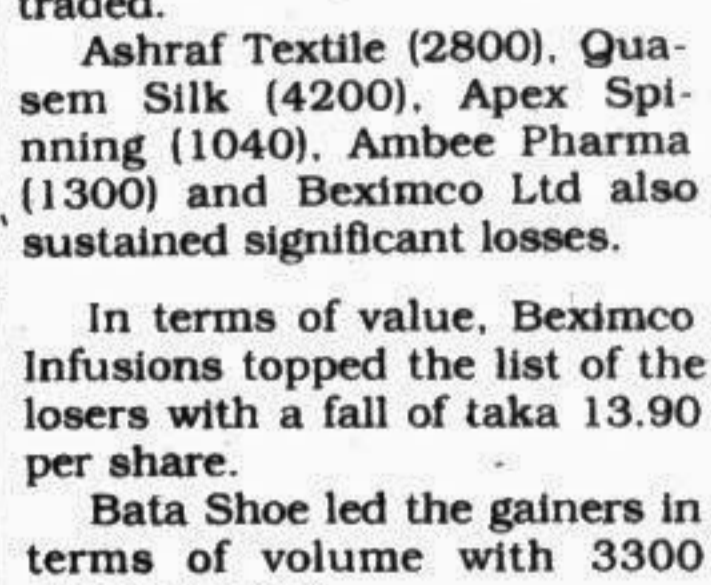 traded.
Ashraf Textile (2800), Qua-
sem Silk (4200), Apex Spi-
nning (1040), Ambee Pharma
(1300) and Beximco Ltd also
sustained significant losses.
In terms of value, Beximco
Infusions topped the list of the
losers with a fall of taka 13.90
per share.
Bata Shoe led the gainers in
terms of volume with 3300